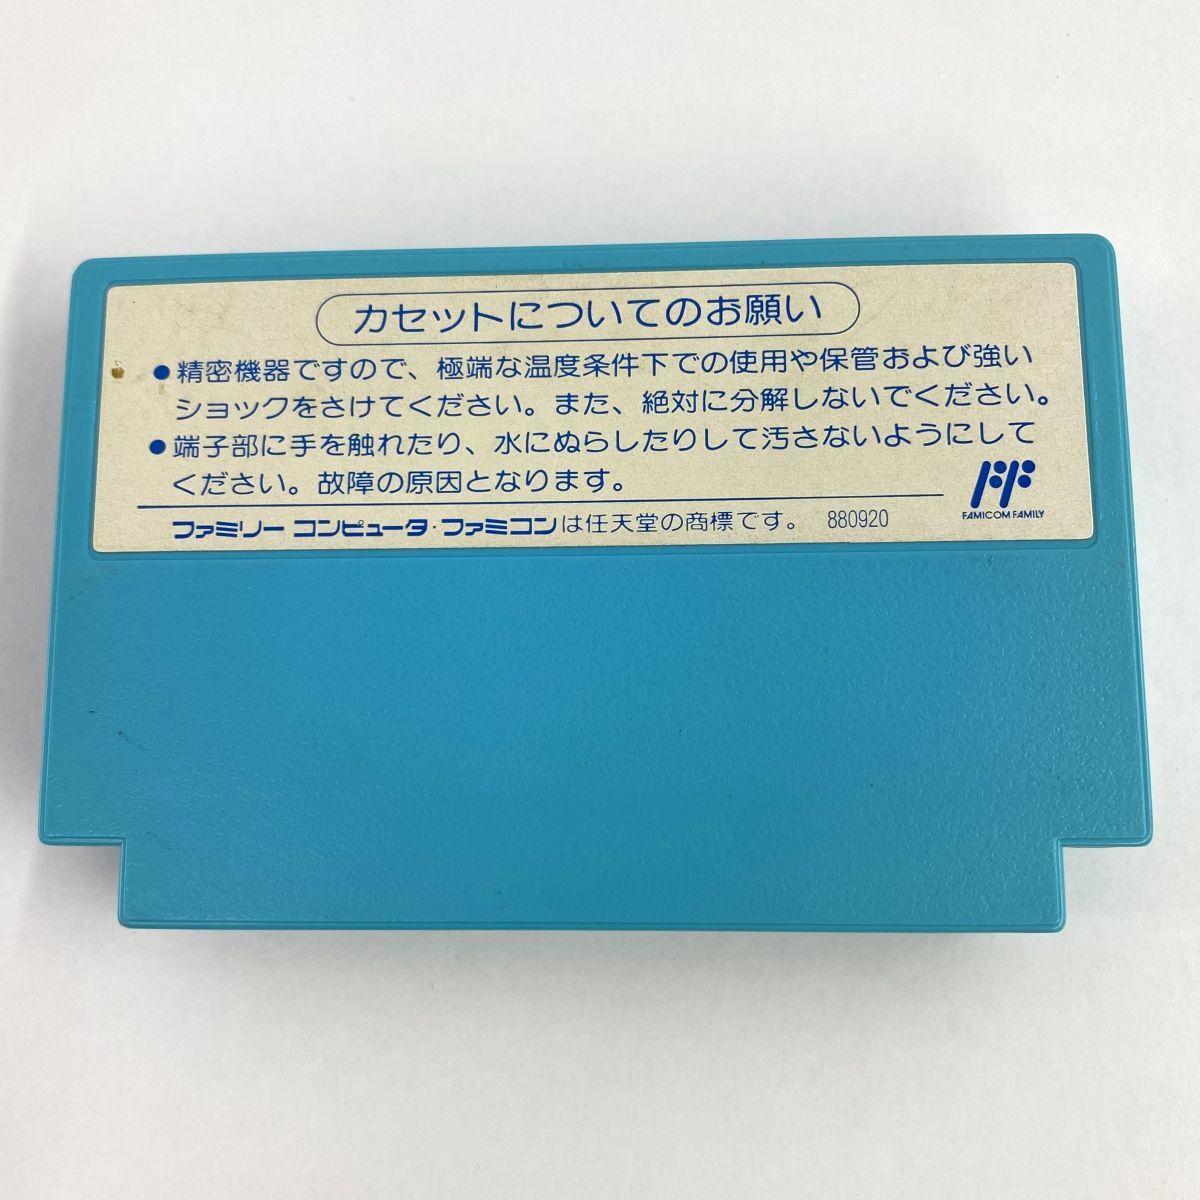 カセットについてのお願い
●精密機器ですので、極端な温度条件下での使用や保管および強い
ショックをさけてください。また、絶対に分解しないでください。
●端子部に手を触れたり、水にぬらしたりして汚さないようにして
ください。故障の原因となります。
FAMICOM FAMILY
ファミリー コンピュータ・ファミコンは任天堂の商標です。 880920